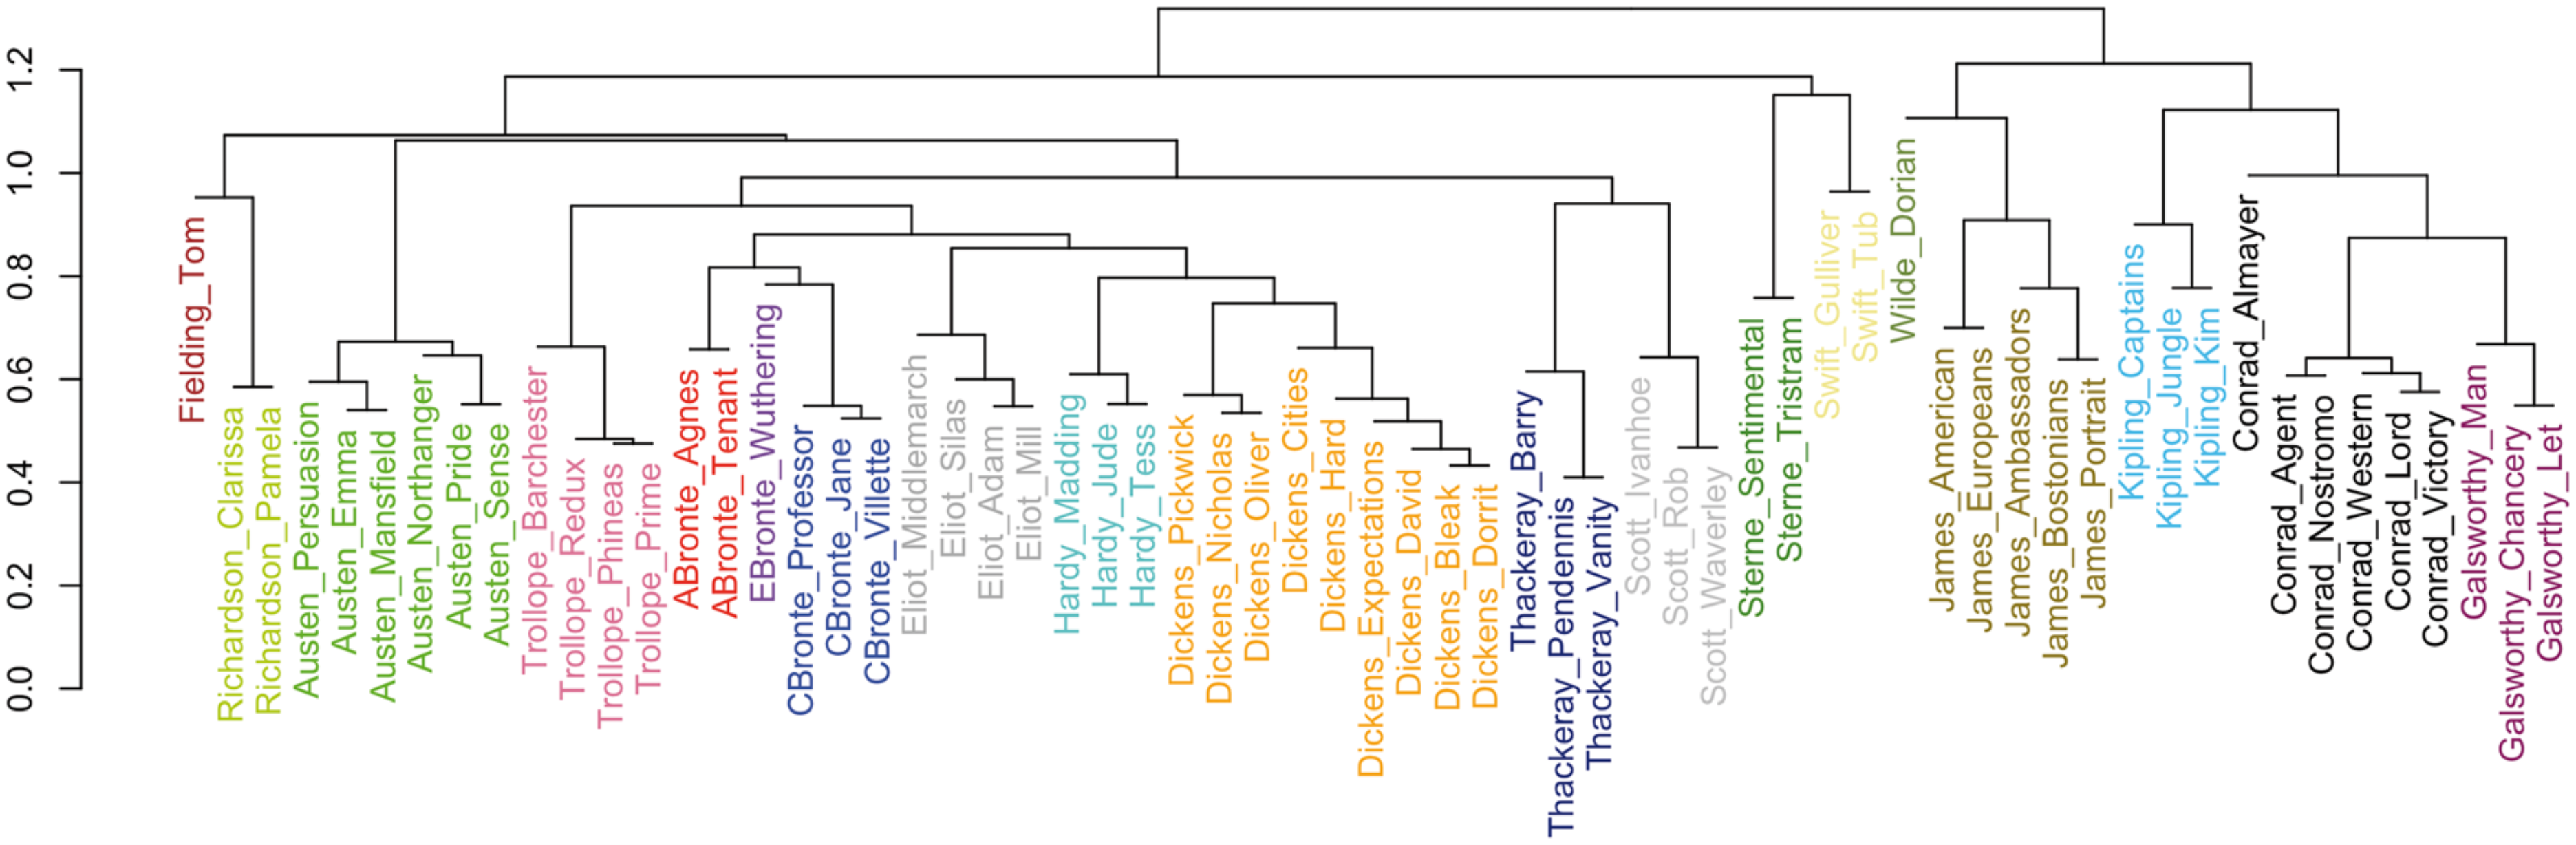 1.2
1.0
0.8
0.6
0.4
0.2
0.0
Fielding_Tom
Richardson_Clarissa
Richardson_Pamela
Austen_Persuasion
Austen_Emma
Austen_Mansfield
Austen_Northanger
Austen_Pride
Austen_Sense
Trollope_Barchester
Trollope_Redux
Trollope_Phineas
Trollope_Prime
ABronte_Agnes
ABronte_Tenant
EBronte_Wuthering
CBronte_Professor
CBronte_Jane
CBronte_Villette
Eliot_Middlemarch
Eliot_Silas
Eliot_Adam
Eliot_Mill
Hardy_Madding
Hardy_Jude
Hardy_Tess
Dickens_Pickwick
Dickens_Nicholas
Dickens_Oliver
Dickens_Cities
Dickens_Hard
Dickens_Expectations
Dickens_David
Dickens_Bleak
Dickens_Dorrit
Thackeray_Barry
Thackeray_Pendennis
Thackeray_Vanity
Scott_Ivanhoe
Scott_Rob
Scott_Waverley
Sterne_Sentimental
Sterne_Tristram
Swift_Gulliver
Swift_Tub
Wilde_Dorian
James_American
James_Europeans
James_Ambassadors
James_Bostonians
James_Portrait
Kipling_Captains
Kipling_Jungle
Kipling_Kim
Conrad_Almayer
Conrad_Agent
Conrad_Nostromo
Conrad_Western
Conrad_Lord
Conrad_Victory
Galsworthy_Man
Galsworthy_Chancery
Galsworthy_Let